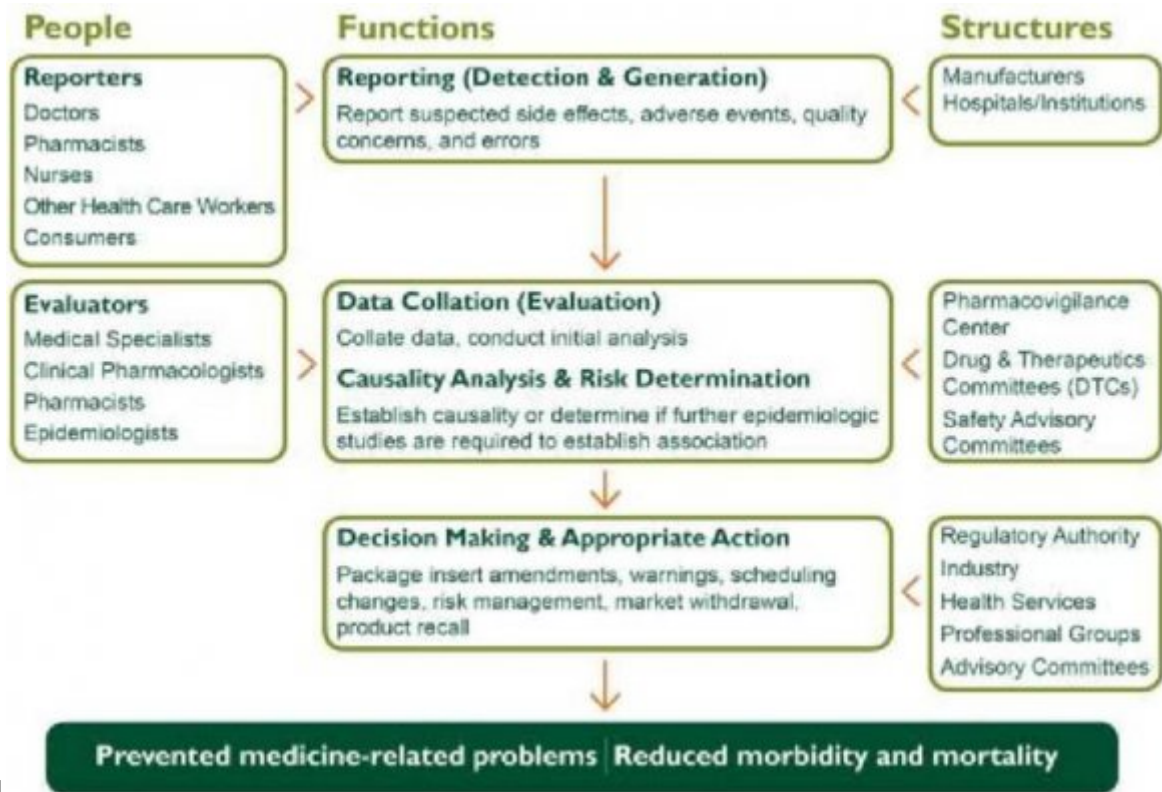 People
Functions
Structures
Reporters
Doctors
Pharmacists
Nurses
Other Health Care Workers
Consumers
Reporting (Detection & Generation)
Report suspected side effects, adverse events, quality
concerns, and errors
Manufacturers
Hospitals/Institutions
Evaluators
Medical Specialists
Clinical Pharmacologists
Pharmacists
Epidemiologists
Data Collation (Evaluation)
Collate data, conduct initial analysis
Causality Analysis & Risk Determination
Establish causality or determine if further epidemiologic
studies are required to establish association
Pharmacovigilance
Center
Drug & Therapeutics
Committees (DTCs)
Safety Advisory
Committees
Decision Making & Appropriate Action
Package insert amendments, warnings, scheduling
changes, risk management, market withdrawal,
product recall
Regulatory Authority
Industry
Health Services
Professional Groups
Advisory Committees
Prevented medicine-related problems | Reduced morbidity and mortality